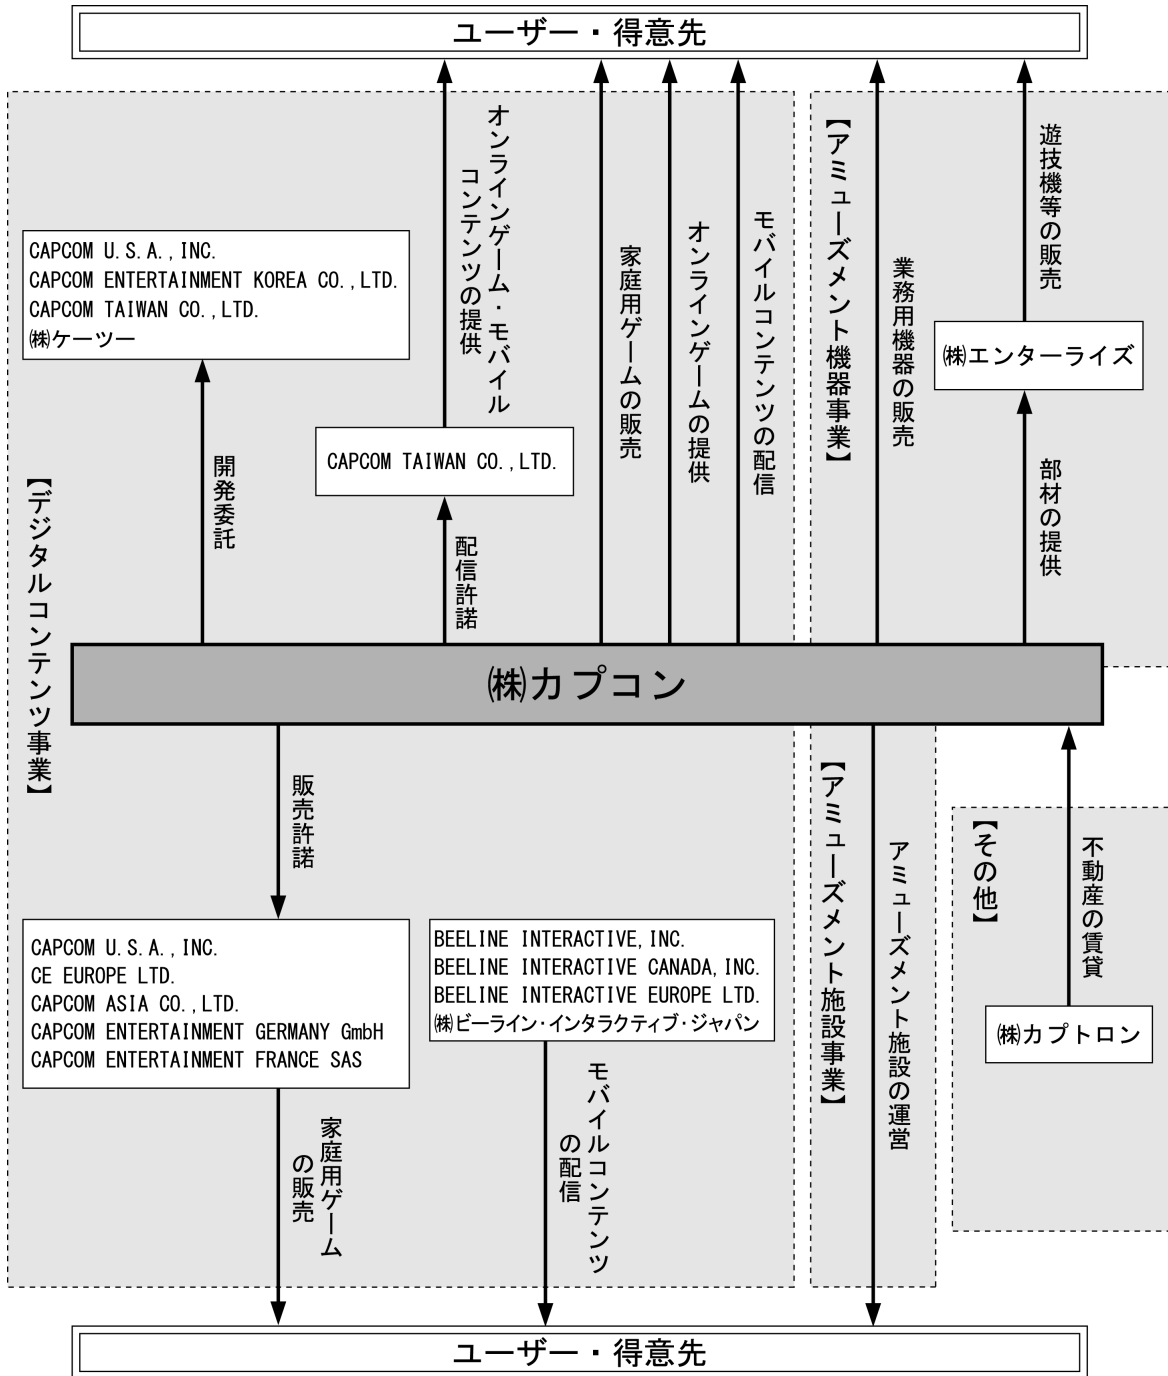 ユーザー・得意先
【デジタルコンテンツ事業】
CAPCOM U.S.A.,INC.
CAPCOM ENTERTAINMENT KOREA CO.,LTD.
CAPCOM TAIWAN CO.,LTD.
㈱ケーツー
開発委託
オンラインゲーム・モバイル
コンテンツの提供
CAPCOM TAIWAN CO.,LTD.
配信許諾
家庭用ゲームの販売
オンラインゲームの提供
モバイルコンテンツの配信
【アミューズメント機器事業】
業務用機器の販売
遊技機等の販売
㈱エンターライズ
部材の提供
㈱カプコン
販売許諾
CAPCOM U.S.A.,INC.
CE EUROPE LTD.
CAPCOM ASIA CO.,LTD.
CAPCOM ENTERTAINMENT GERMANY GmbH
CAPCOM ENTERTAINMENT FRANCE SAS
家庭用ゲーム
の販売
BEELINE INTERACTIVE,INC.
BEELINE INTERACTIVE CANADA,INC.
BEELINE INTERACTIVE EUROPE LTD.
㈱ビーライン・インタラクティブ・ジャパン
モバイルコンテンツ
の配信
【アミューズメント施設事業】
アミューズメント施設の運営
【その他】
不動産の賃貸
㈱カプトロン
ユーザー・得意先